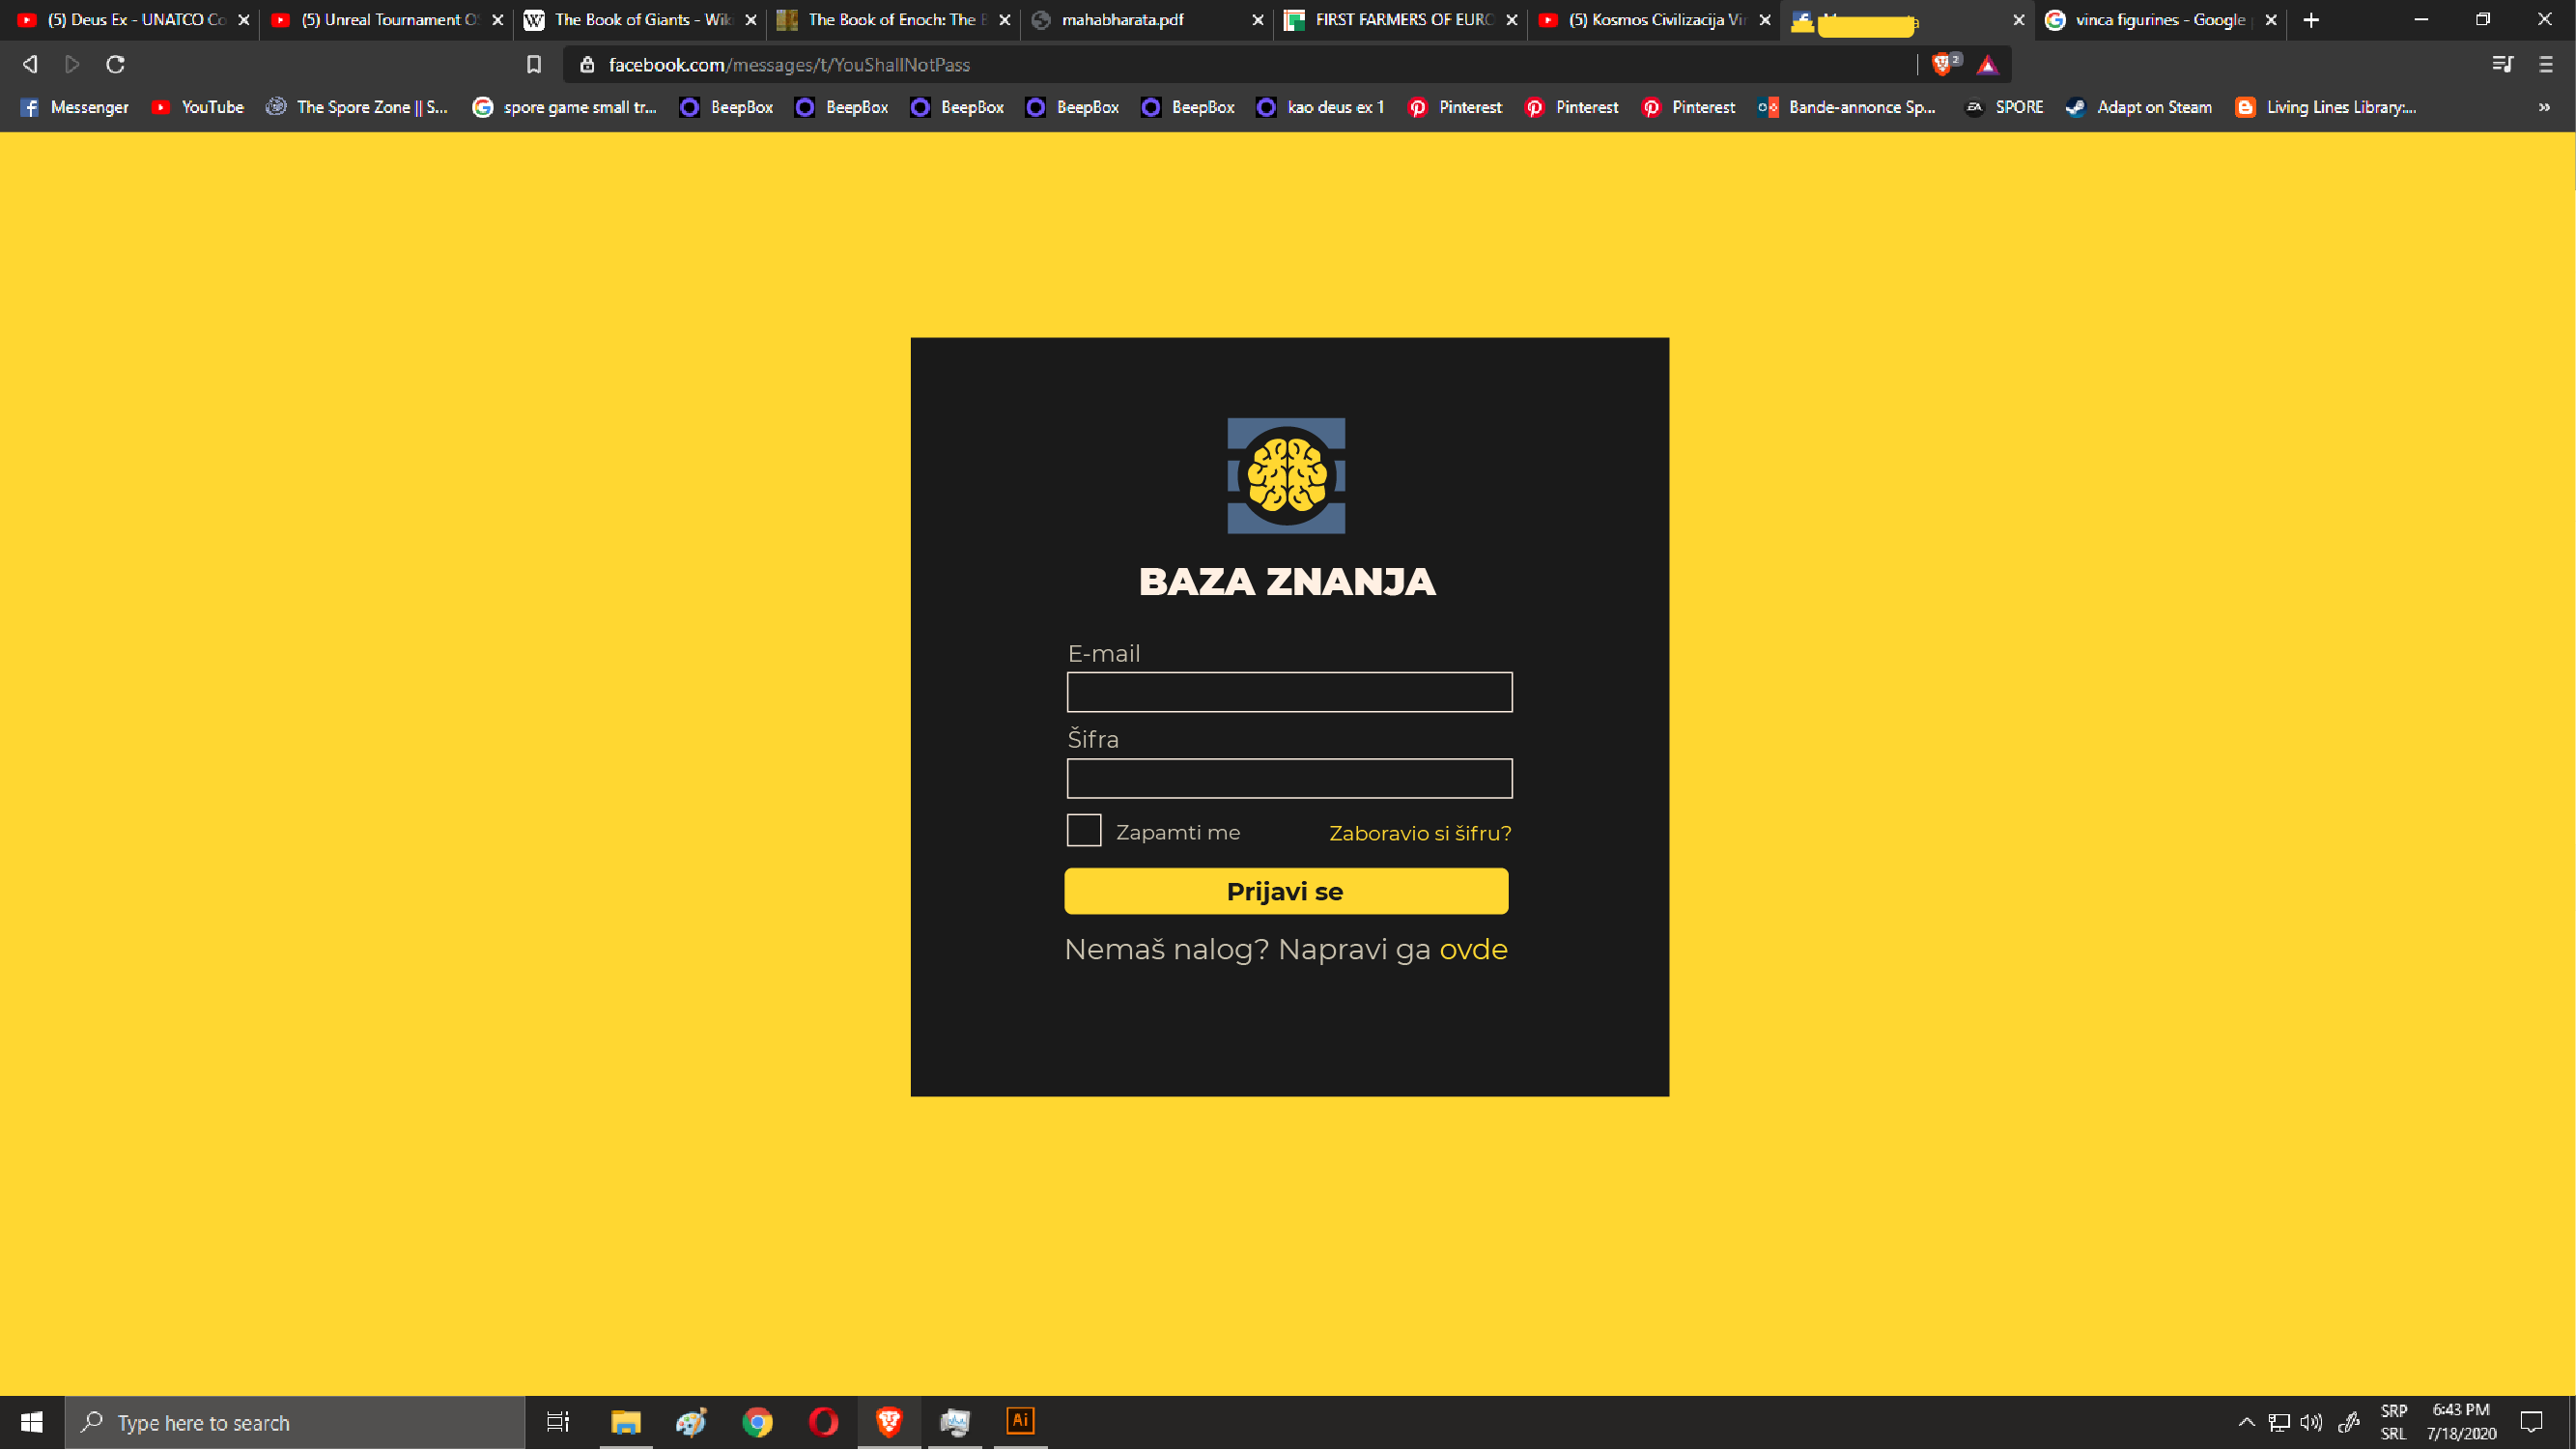 (5) Deus Ex - UNATCO Co
(5) Unreal Tournament O
The Book of Giants - Wik
The Book of Enoch: The B
mahabharata.pdf
FIRST FARMERS OF EURO
(5) Kosmos Civilizacija Vi
vinca figurines - Google
facebook.com/messages/t/YouShallNotPass
2
Messenger
YouTube
The Spore Zone || S...
spore game small tr...
BeepBox
BeepBox
BeepBox
BeepBox
BeepBox
kao deus ex 1
Pinterest
Pinterest
Pinterest
Bande-annonce Sp...
SPORE
Adapt on Steam
Living Lines Library:...
BAZA ZNANJA
E-mail
Šifra
Zapamti me
Zaboravio si šifru?
Prijavi se
Nemaš nalog? Napravi ga ovde
Type here to search
Ai
SRP
SRL
6:43 PM
7/18/2020